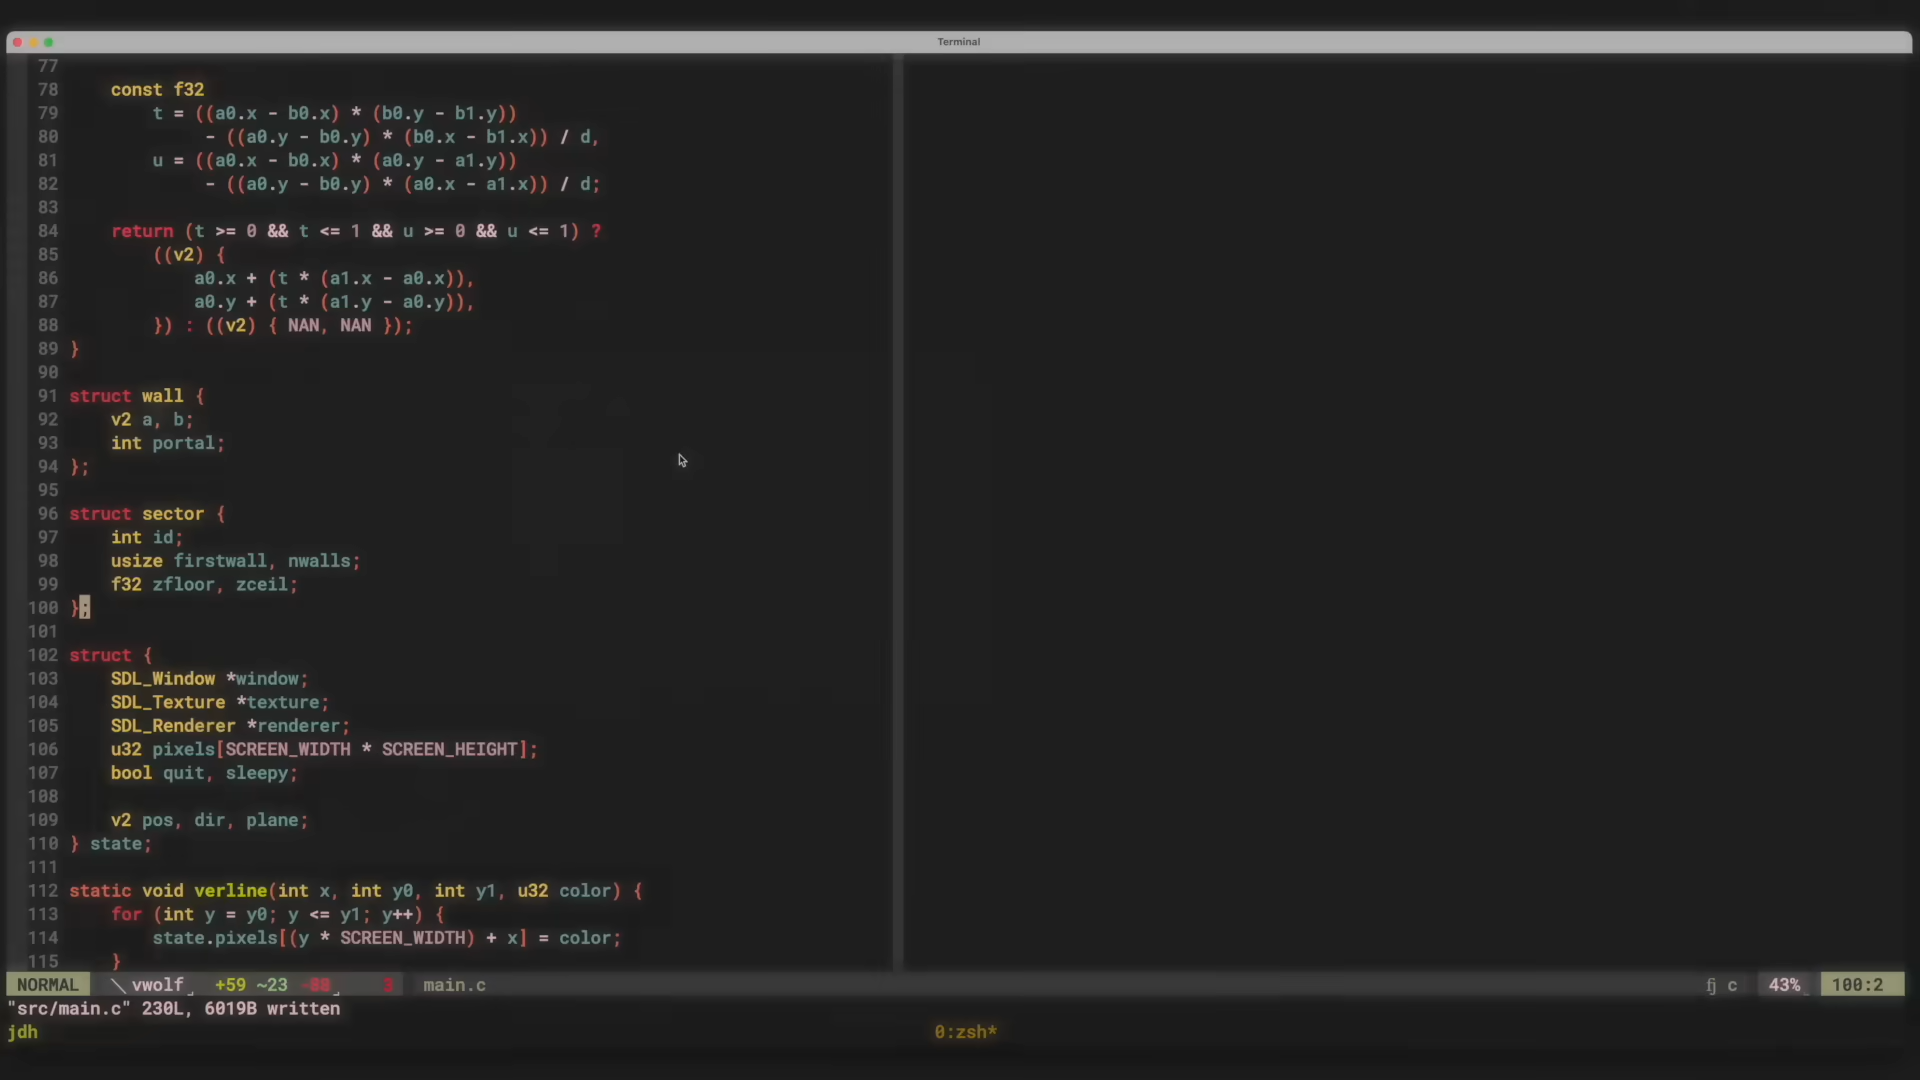 Terminal
77
78 const f32
79 t = ((a0.x - b0.x) * (b0.y - b1.y))
80 - ((a0.y - b0.y) * (b0.x - b1.x)) / d,
81 u = ((a0.x - b0.x) * (a0.y - a1.y))
82 - ((a0.y - b0.y) * (a0.x - a1.x)) / d;
83
84 return (t >= 0 && t <= 1 && u >= 0 && u <= 1) ?
85 ((v2) {
86 a0.x + (t * (a1.x - a0.x)),
87 a0.y + (t * (a1.y - a0.y)),
88 }) : ((v2) { NAN, NAN });
89 }
90
91 struct wall {
92 v2 a, b;
93 int portal;
94 };
95
96 struct sector {
97 int id;
98 usize firstwall, nwalls;
99 f32 zfloor, zceil;
100 };
101
102 struct {
103 SDL_Window *window;
104 SDL_Texture *texture;
105 SDL_Renderer *renderer;
106 u32 pixels[SCREEN_WIDTH * SCREEN_HEIGHT];
107 bool quit, sleepy;
108
109 v2 pos, dir, plane;
110 } state;
111
112 static void verline(int x, int y0, int y1, u32 color) {
113 for (int y = y0; y <= y1; y++) {
114 state.pixels[(y * SCREEN_WIDTH) + x] = color;
115 }
NORMAL vwolf +59 ~23 -88 3 main.c c 43% 100:2
"src/main.c" 230L, 6019B written
jdh 0:zsh*